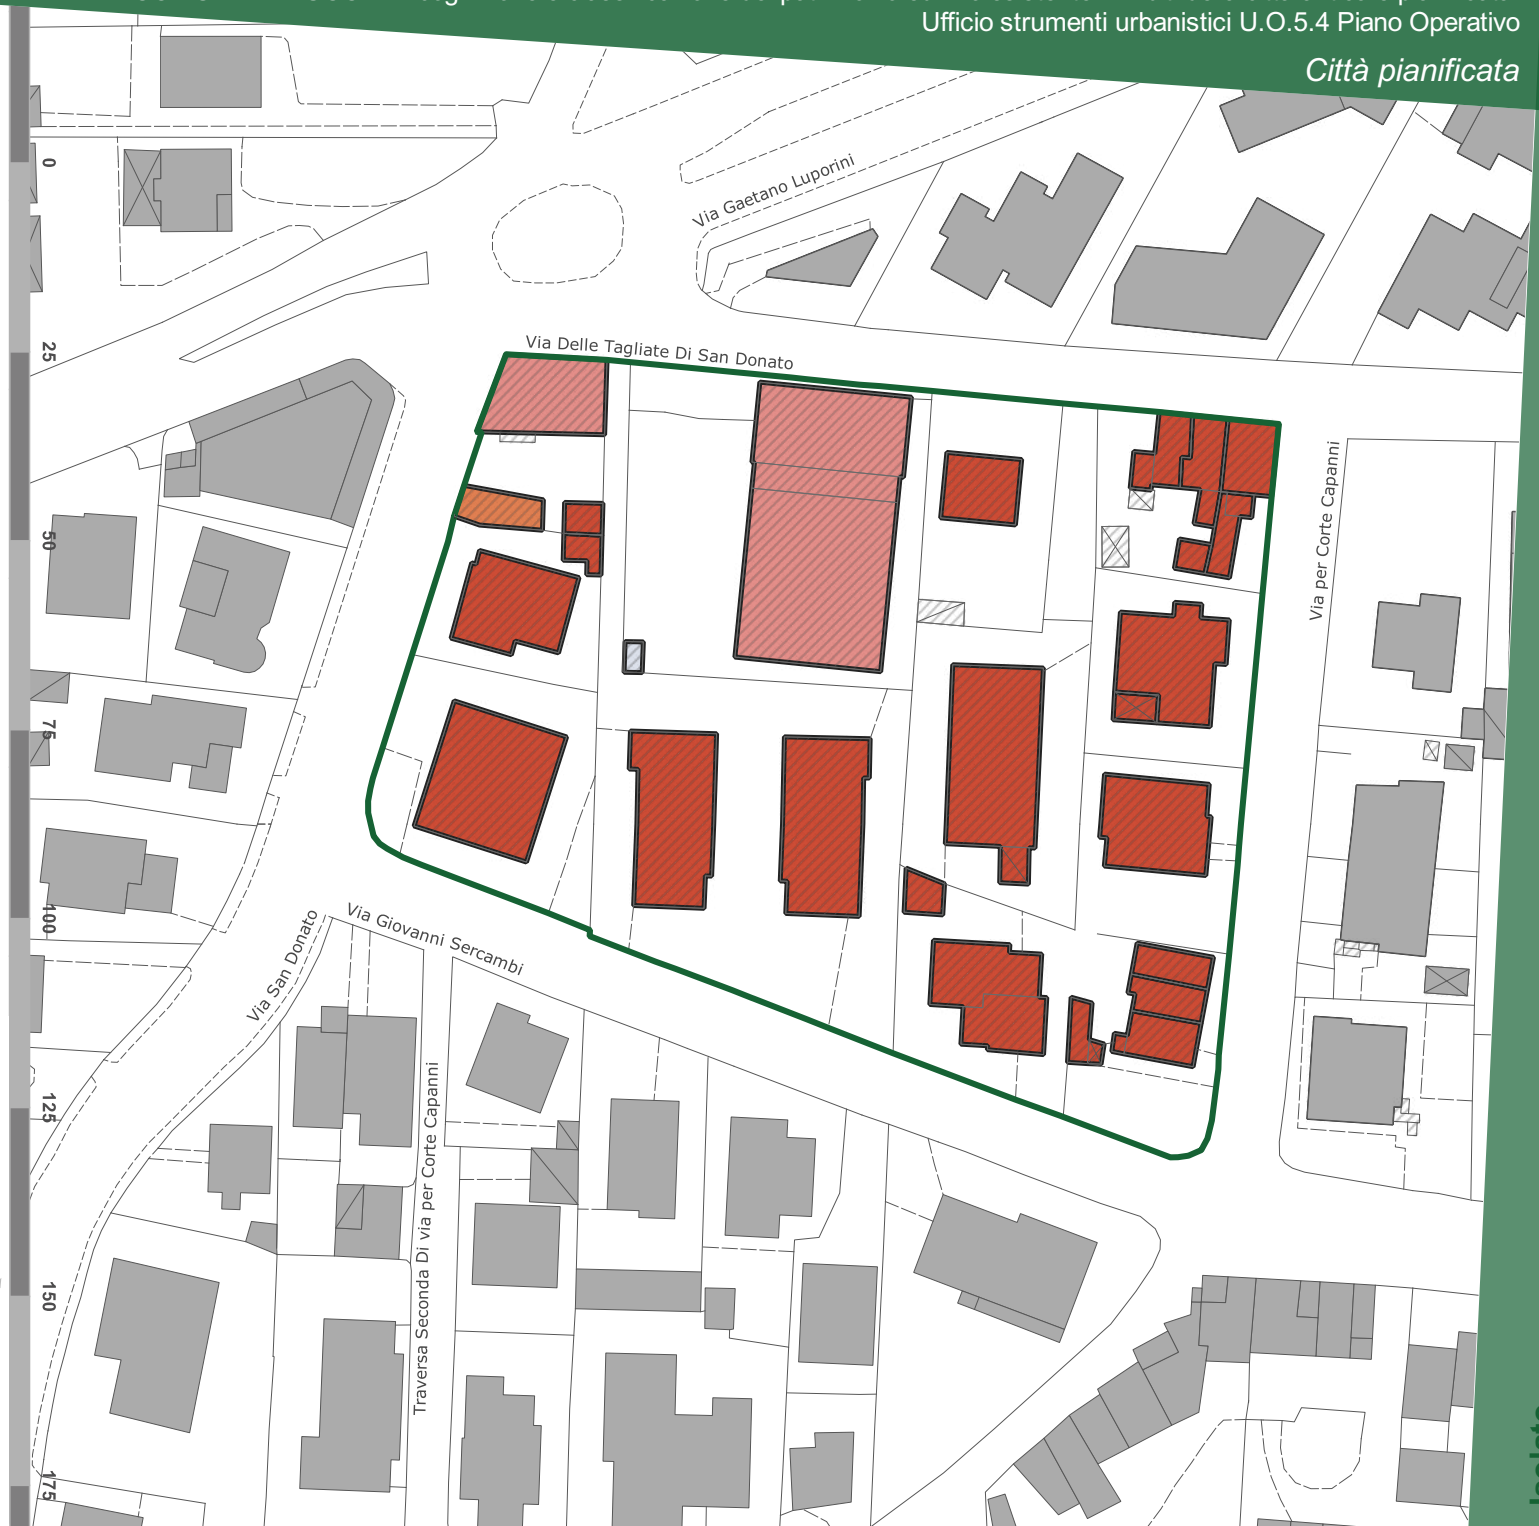 Ufficio strumenti urbanistici U.O.5.4 Piano Operativo
Città pianificata
Via Gaetano Luporini
Via Delle Tagliate Di San Donato
Via per Corte Capanni
Via Giovanni Sercambi
Via San Donato
Traversa Seconda Di via per Corte Capanni
0
25
50
75
100
125
150
175